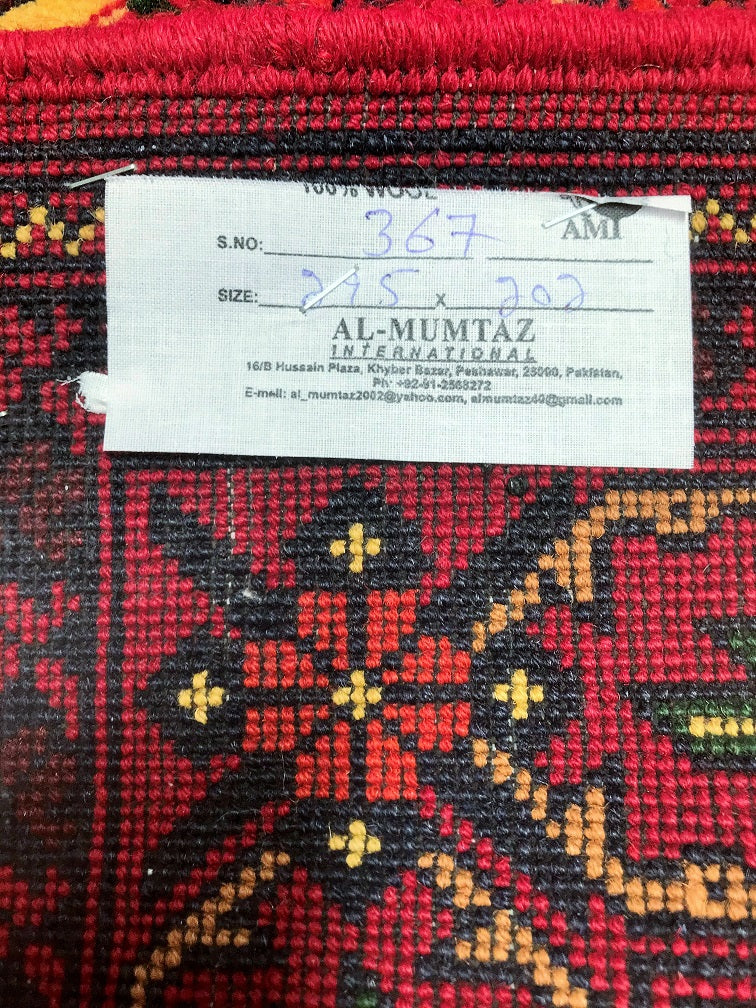 100% WOOL
AMI
S.NO: 367
SIZE: 295 x 202
AL-MUMTAZ
INTERNATIONAL
16/B Hussain Plaza, Khyber Bazar, Peshawar, 25000, Pakistan,
Ph: +92-91-2568272
E-mail: al_mumtaz2002@yahoo.com, almumtaz40@gmail.com